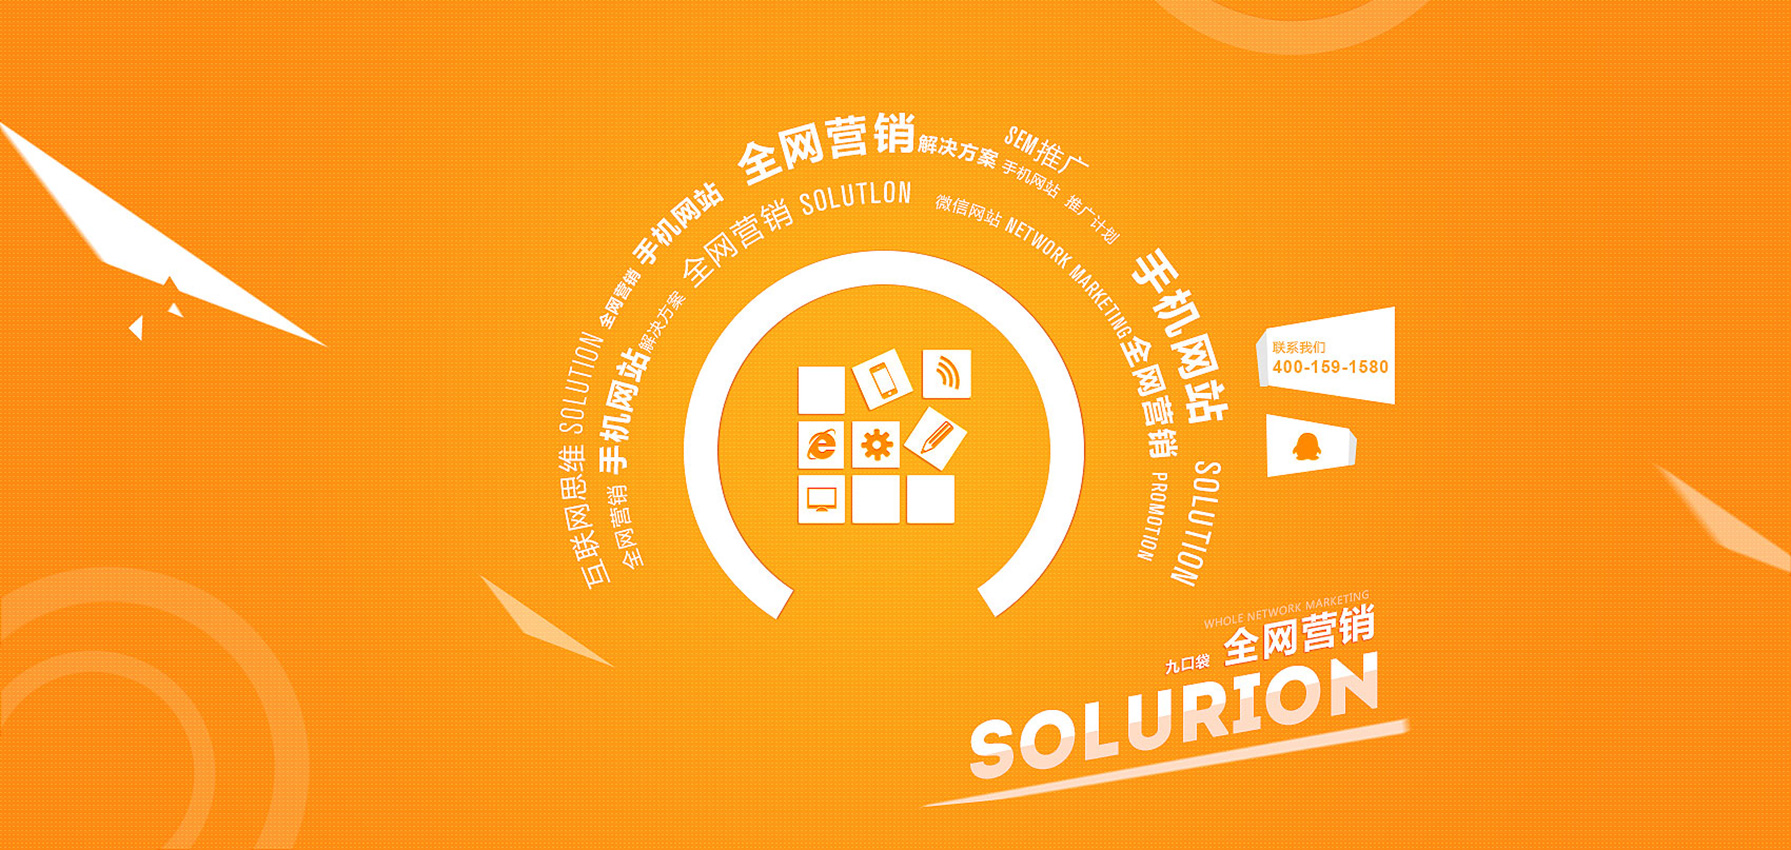 互联网思维 SOLUTION 全网营销 手机网站 全网营销 解决方案 SEM推广
手机网站 推广计划
手机网站 SOLUTION
全网营销 手机网站 解决方案 全网营销 SOLUTLON 微信网站 NETWORK MARKETING 全网营销 PROMOTION
联系我们
400-159-1580
WHOLE NETWORK MARKETING
九口袋 全网营销
SOLURION